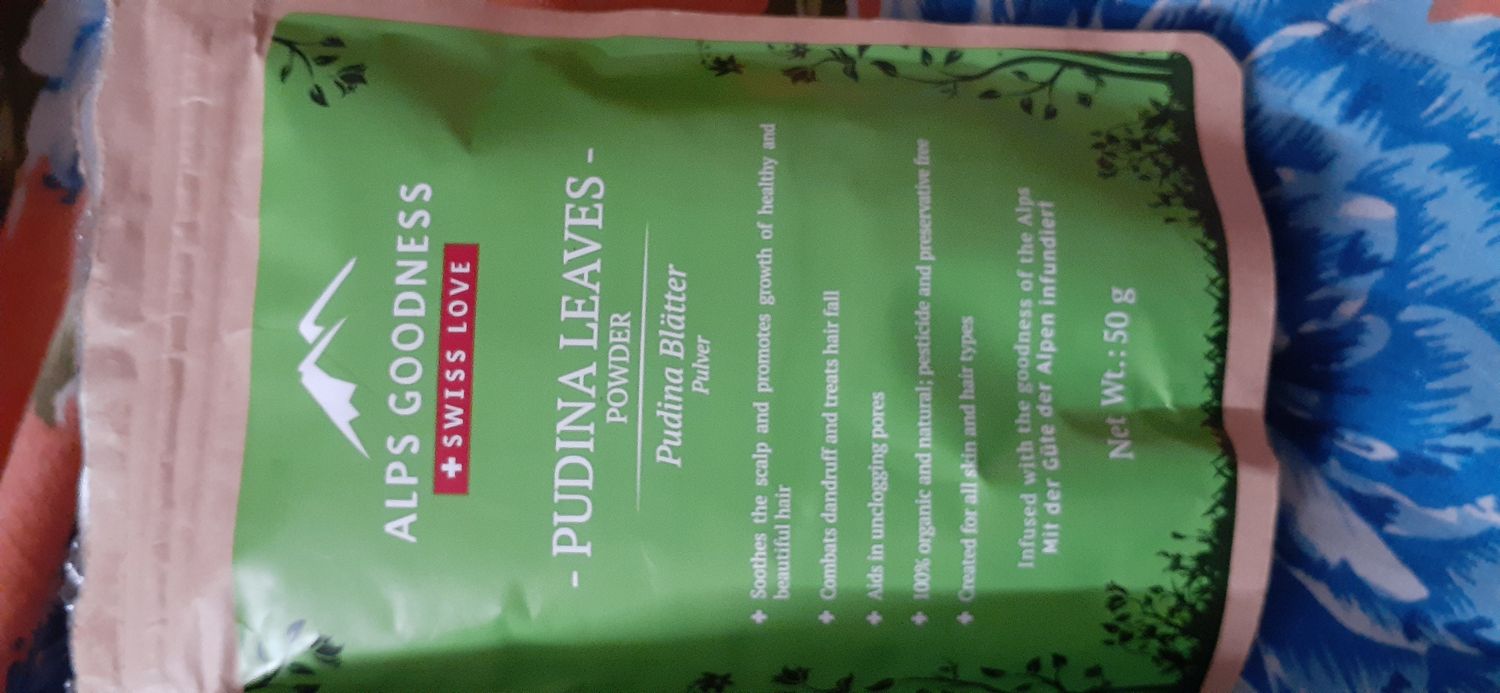 ALPS GOODNESS
+ SWISS LOVE
- PUDINA LEAVES -
POWDER
Pudina Blätter
Pulver
Soothes the scalp and promotes growth of healthy and
beautiful hair
Combats dandruff and treats hair fall
Aids in unclogging pores
100% organic and natural; pesticide and preservative free
Created for all skin and hair types
Infused with the goodness of the Alps
Mit der Güte der Alpen infundiert
Net Wt.: 50 g